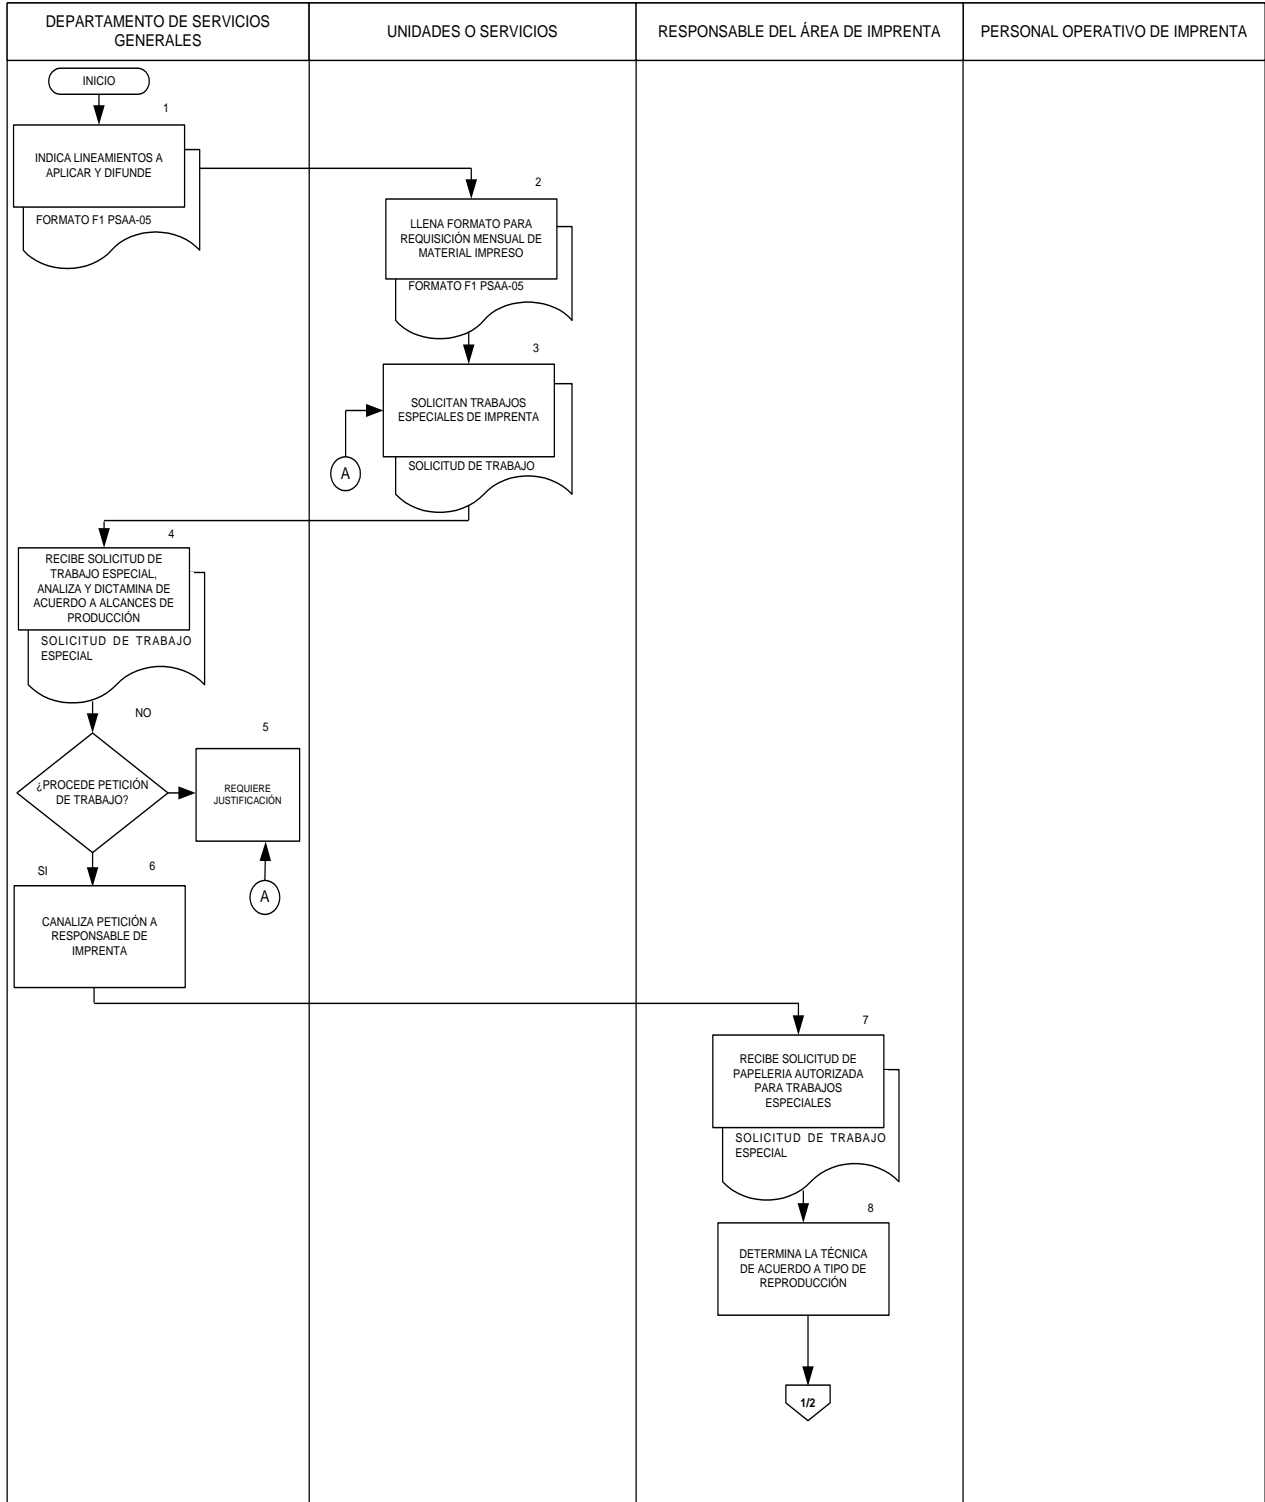 DEPARTAMENTO DE SERVICIOS
GENERALES
UNIDADES O SERVICIOS
RESPONSABLE DEL ÁREA DE IMPRENTA
PERSONAL OPERATIVO DE IMPRENTA
INICIO
1
INDICA LINEAMIENTOS A
APLICAR Y DIFUNDE
FORMATO F1 PSAA-05
2
LLENA FORMATO PARA
REQUISICIÓN MENSUAL DE
MATERIAL IMPRESO
FORMATO F1 PSAA-05
3
SOLICITAN TRABAJOS
ESPECIALES DE IMPRENTA
SOLICITUD DE TRABAJO
A
4
RECIBE SOLICITUD DE
TRABAJO ESPECIAL,
ANALIZA Y DICTAMINA DE
ACUERDO A ALCANCES DE
PRODUCCIÓN
SOLICITUD DE TRABAJO
ESPECIAL
NO
¿PROCEDE PETICIÓN
DE TRABAJO?
5
REQUIERE
JUSTIFICACIÓN
A
SI
6
CANALIZA PETICIÓN A
RESPONSABLE DE
IMPRENTA
7
RECIBE SOLICITUD DE
PAPELERIA AUTORIZADA
PARA TRABAJOS
ESPECIALES
SOLICITUD DE TRABAJO
ESPECIAL
8
DETERMINA LA TÉCNICA
DE ACUERDO A TIPO DE
REPRODUCCIÓN
1/2